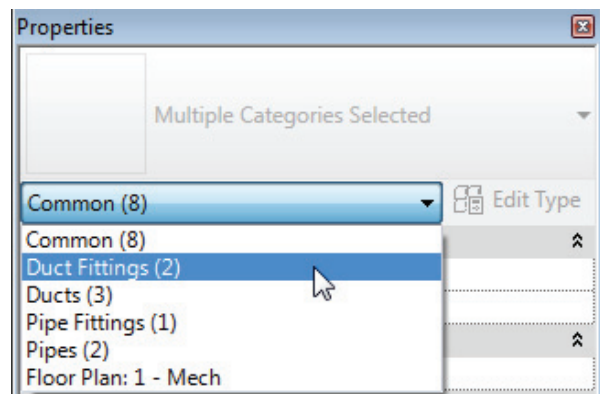 Properties
Multiple Categories Selected
Common (8)
Edit Type
Common (8)
Duct Fittings (2)
Ducts (3)
Pipe Fittings (1)
Pipes (2)
Floor Plan: 1 - Mech